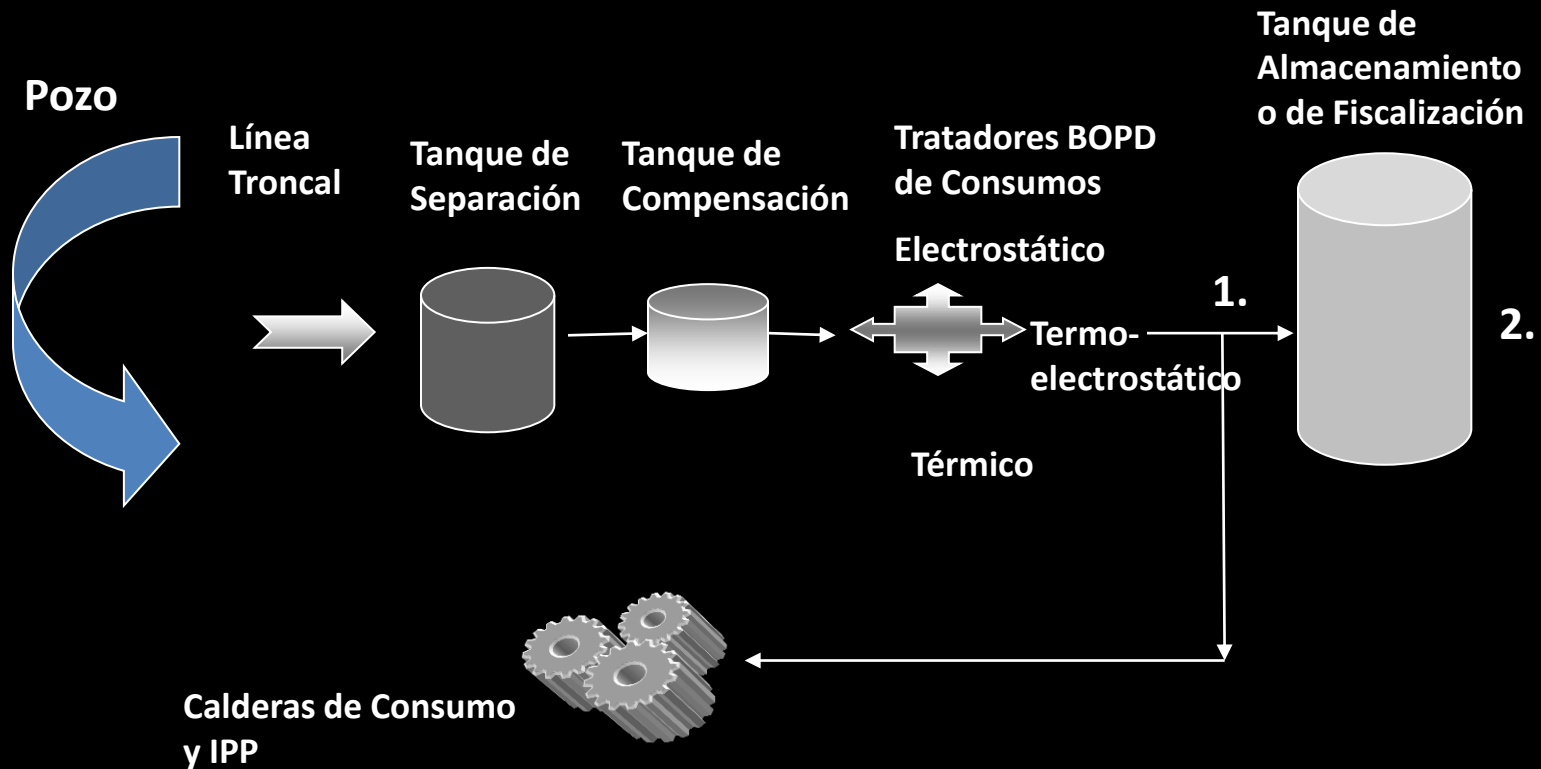 Pozo
Línea
Troncal
Tanque de
Separación
Tanque de
Compensación
Tratadores BOPD
de Consumos
Electrostático
Termo-
electrostático
Térmico
1.
Tanque de
Almacenamiento
o de Fiscalización
2.
Calderas de Consumo
y IPP